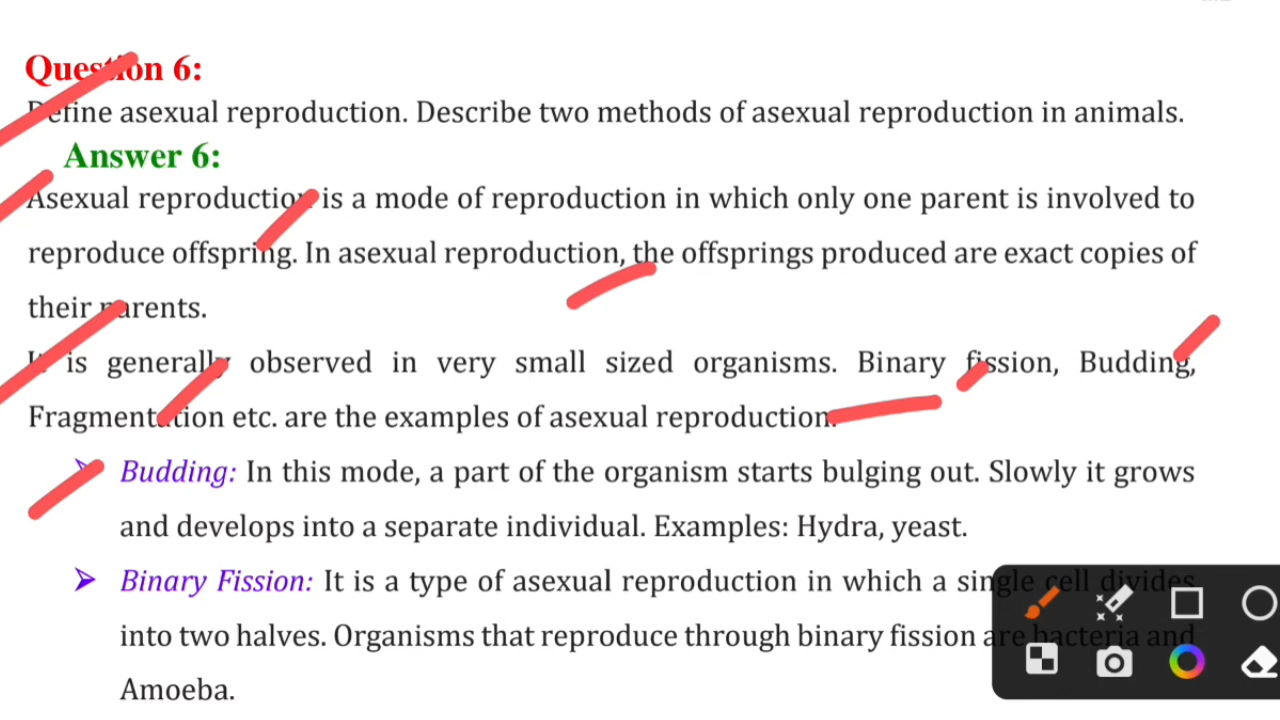 Question 6:
Define asexual reproduction. Describe two methods of asexual reproduction in animals.
Answer 6:
Asexual reproduction is a mode of reproduction in which only one parent is involved to
reproduce offspring. In asexual reproduction, the offsprings produced are exact copies of
their parents.
It is generally observed in very small sized organisms. Binary fission, Budding,
Fragmentation etc. are the examples of asexual reproduction.
➢ Budding: In this mode, a part of the organism starts bulging out. Slowly it grows
and develops into a separate individual. Examples: Hydra, yeast.
➢ Binary Fission: It is a type of asexual reproduction in which a single cell divides
into two halves. Organisms that reproduce through binary fission are bacteria and
Amoeba.